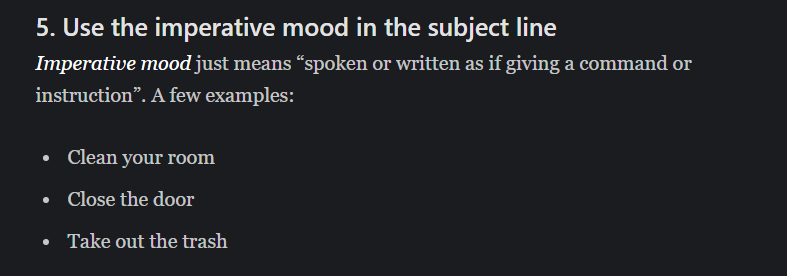 5. Use the imperative mood in the subject line
Imperative mood just means “spoken or written as if giving a command or
instruction”. A few examples:
• Clean your room
• Close the door
• Take out the trash